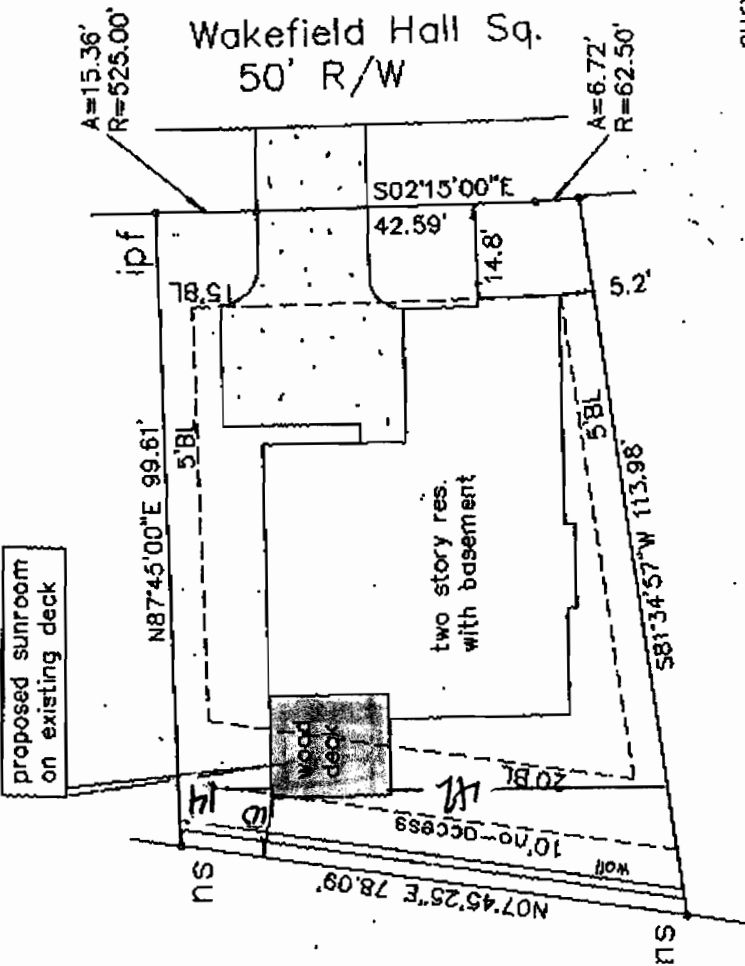 Wakefield Hall Sq.
50' R/W
A=15.36'
R=525.00'
A=6.72'
R=62.50'
S02°15'00"E
42.59'
14.8'
5.2'
ipf
15'BL
5'BL
N87°45'00"E 99.61'
5'BL
S81°34'57"W 113.98'
two story res.
with basement
proposed sunroom
on existing deck
wood
deck
20'BL
14
10'no-access
wall
N07°45'25"E 78.09'
ns
ns